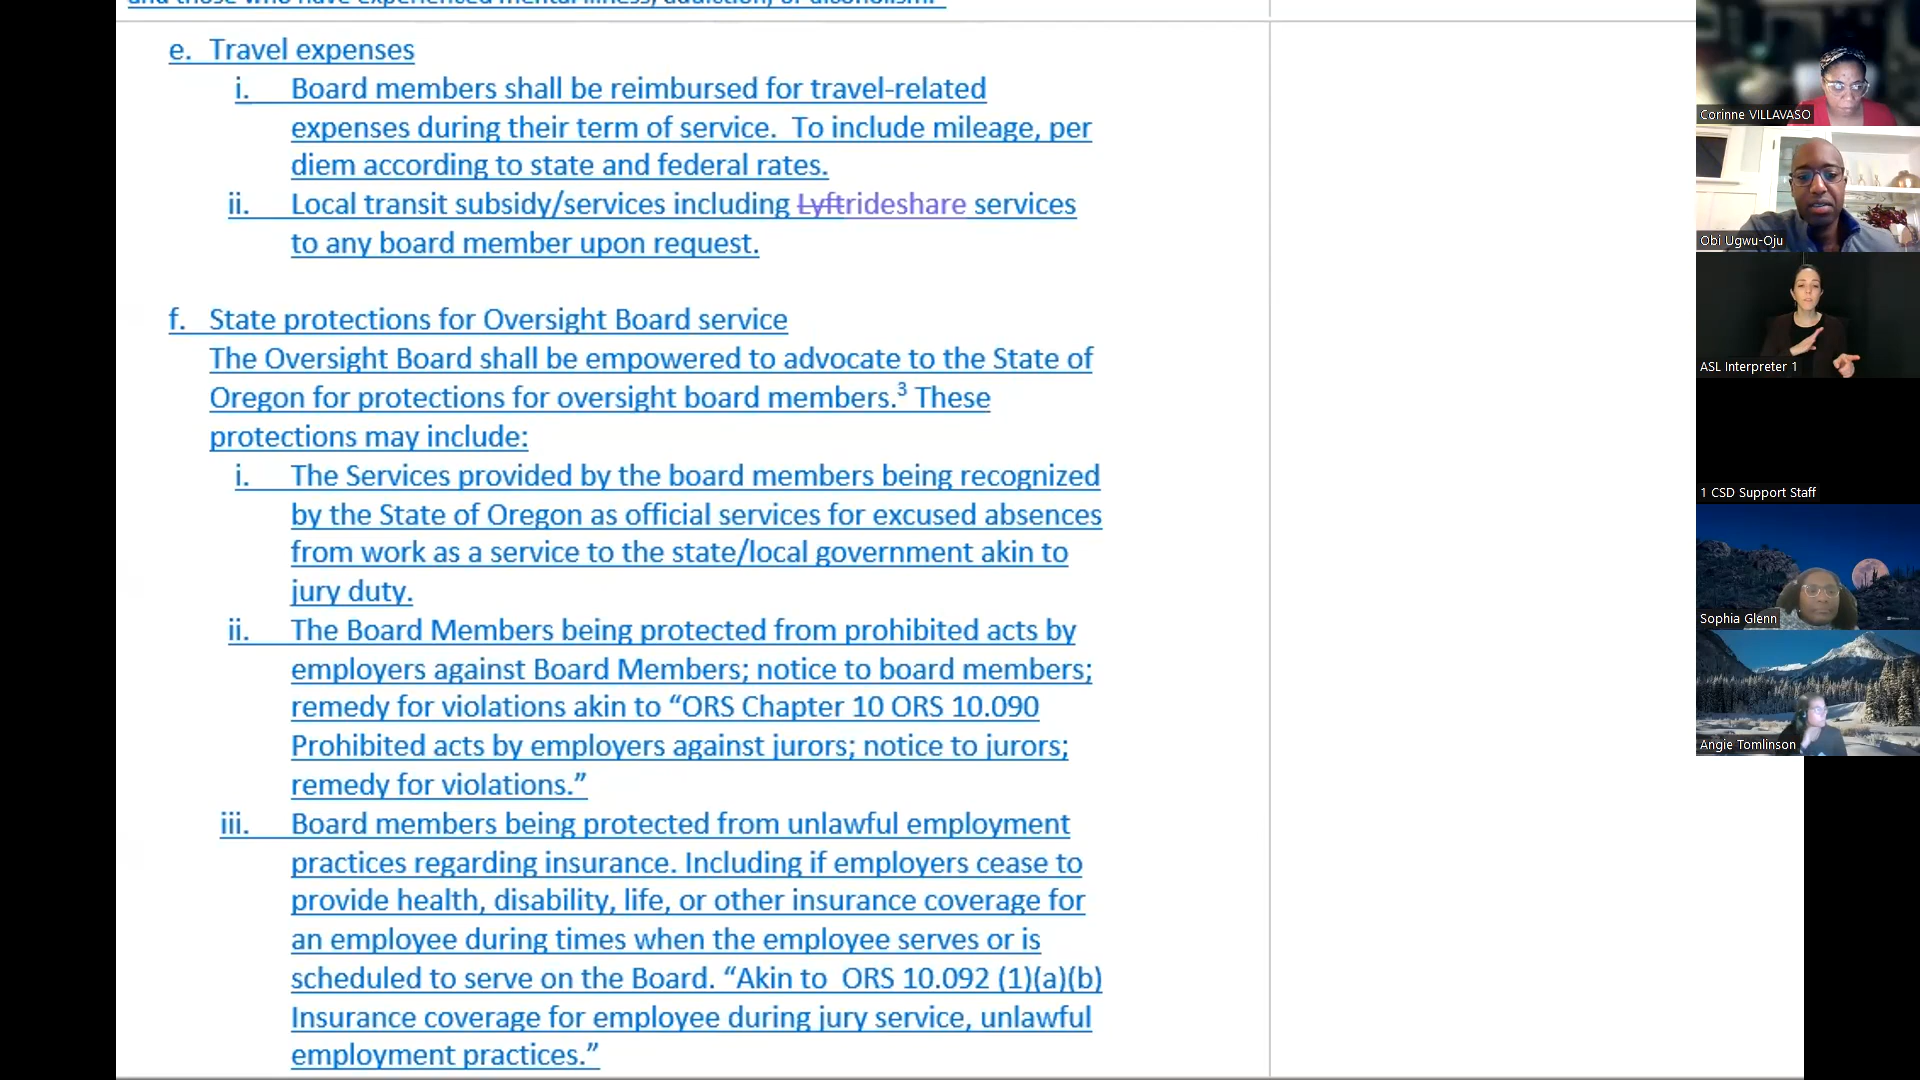 and those who have experienced mental illness, addiction, or alcoholism.
e. Travel expenses
i. Board members shall be reimbursed for travel-related
expenses during their term of service. To include mileage, per
diem according to state and federal rates.
ii. Local transit subsidy/services including Lyftrideshare services
to any board member upon request.
f. State protections for Oversight Board service
The Oversight Board shall be empowered to advocate to the State of
Oregon for protections for oversight board members.3 These
protections may include:
i. The Services provided by the board members being recognized
by the State of Oregon as official services for excused absences
from work as a service to the state/local government akin to
jury duty.
ii. The Board Members being protected from prohibited acts by
employers against Board Members; notice to board members;
remedy for violations akin to “ORS Chapter 10 ORS 10.090
Prohibited acts by employers against jurors; notice to jurors;
remedy for violations.”
iii. Board members being protected from unlawful employment
practices regarding insurance. Including if employers cease to
provide health, disability, life, or other insurance coverage for
an employee during times when the employee serves or is
scheduled to serve on the Board. “Akin to  ORS 10.092 (1)(a)(b)
Insurance coverage for employee during jury service, unlawful
employment practices.”
Corinne VILLAVASO
Obi Ugwu-Oju
ASL Interpreter 1
1 CSD Support Staff
Sophia Glenn
Angie Tomlinson